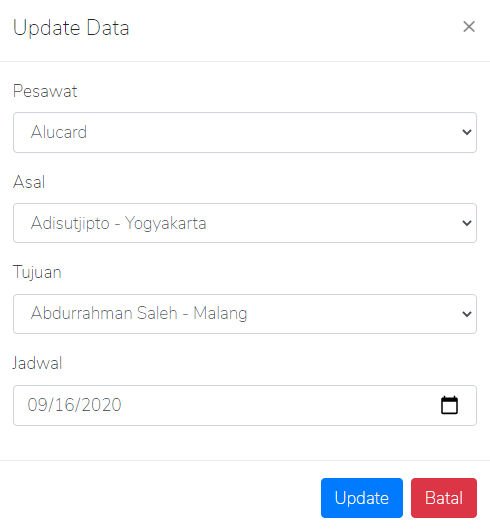 Update Data ×
Pesawat
Alucard
Asal
Adisutjipto - Yogyakarta
Tujuan
Abdurrahman Saleh - Malang
Jadwal
09/16/2020
Update Batal